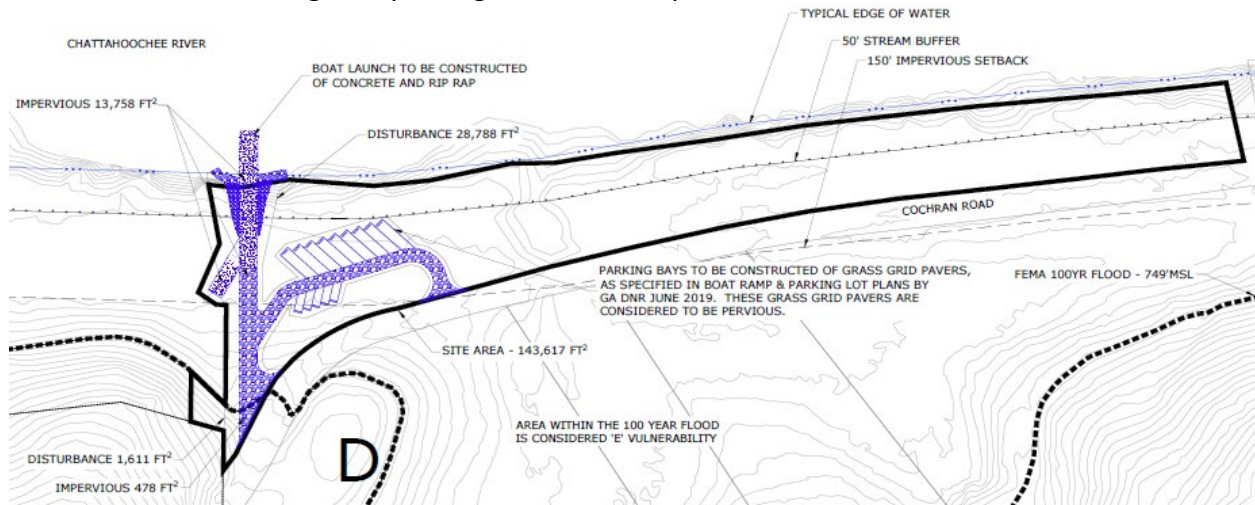 TYPICAL EDGE OF WATER
CHATTAHOOCHEE RIVER
50' STREAM BUFFER
150' IMPERVIOUS SETBACK
BOAT LAUNCH TO BE CONSTRUCTED
OF CONCRETE AND RIP RAP
IMPERVIOUS 13,758 FT²
DISTURBANCE 28,788 FT²
COCHRAN ROAD
PARKING BAYS TO BE CONSTRUCTED OF GRASS GRID PAVERS,
AS SPECIFIED IN BOAT RAMP & PARKING LOT PLANS BY
GA DNR JUNE 2019. THESE GRASS GRID PAVERS ARE
CONSIDERED TO BE PERVIOUS.
FEMA 100YR FLOOD - 749'MSL
SITE AREA - 143,617 FT²
AREA WITHIN THE 100 YEAR FLOOD
IS CONSIDERED 'E' VULNERABILITY
D
DISTURBANCE 1,611 FT²
IMPERVIOUS 478 FT²